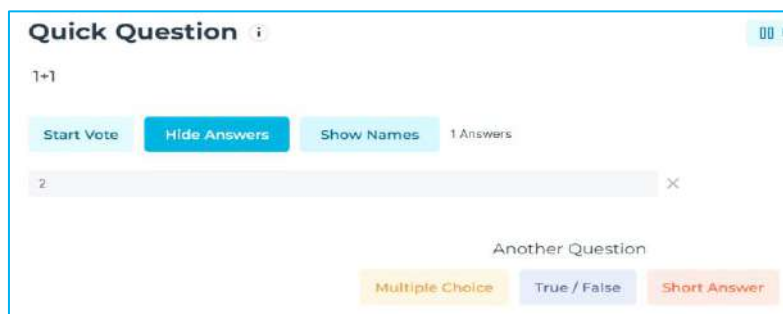 Quick Question i
1+1
Start Vote Hide Answers Show Names 1 Answers
2
Another Question
Multiple Choice True / False Short Answer